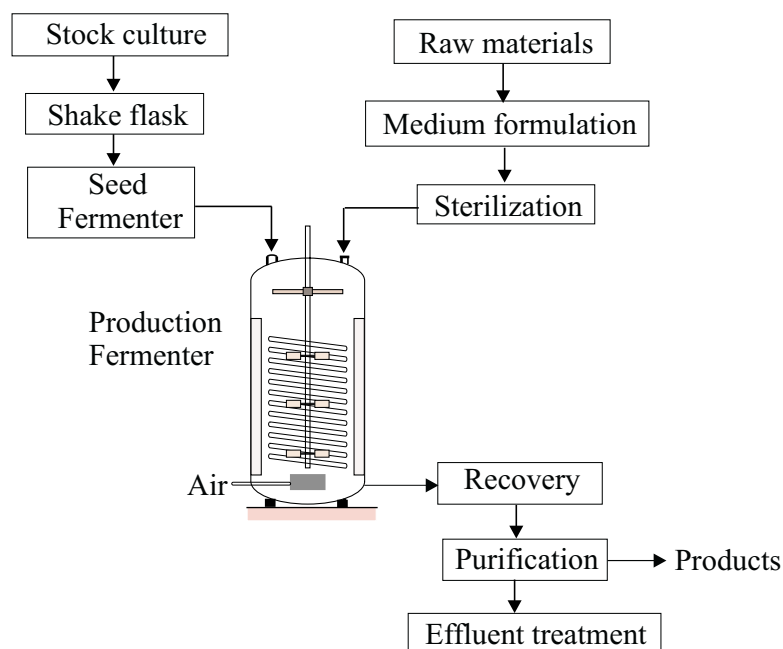 Stock culture
Shake flask
Seed
Fermenter
Raw materials
Medium formulation
Sterilization
Production
Fermenter
Air
Recovery
Purification
Products
Effluent treatment